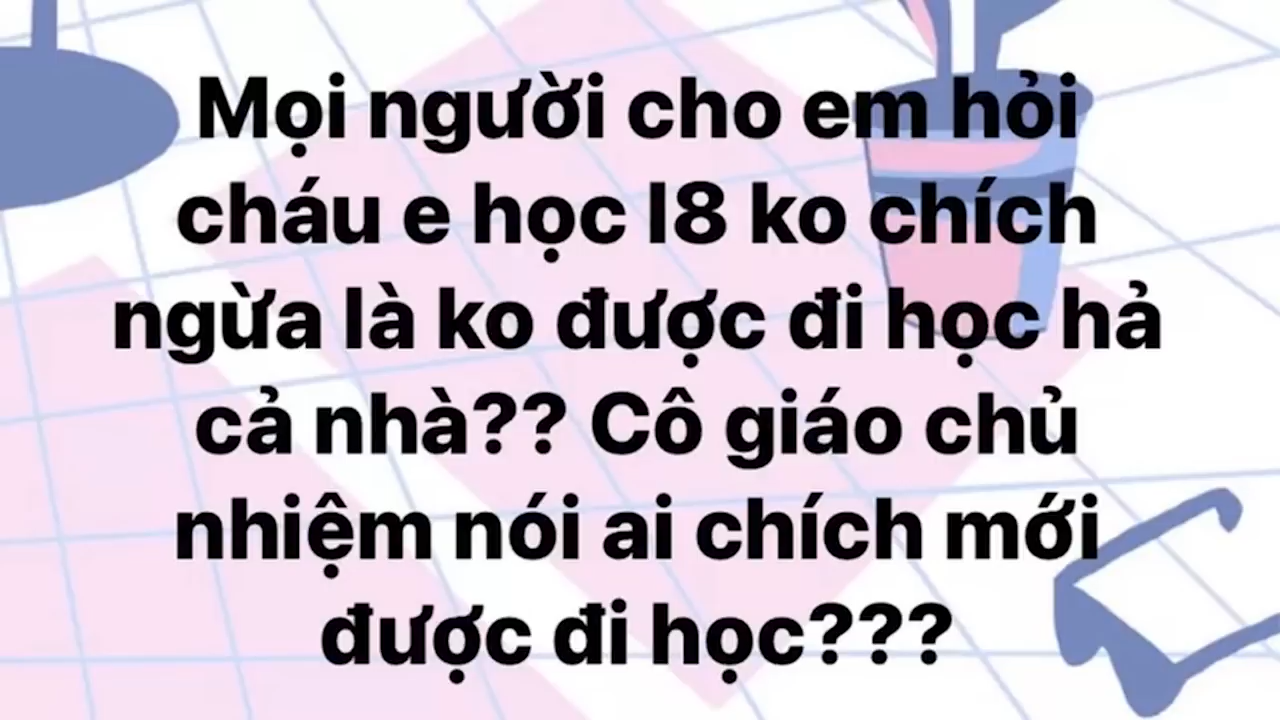 Mọi người cho em hỏi
cháu e học l8 ko chích
ngừa là ko được đi học hả
cả nhà?? Cô giáo chủ
nhiệm nói ai chích mới
được đi học???